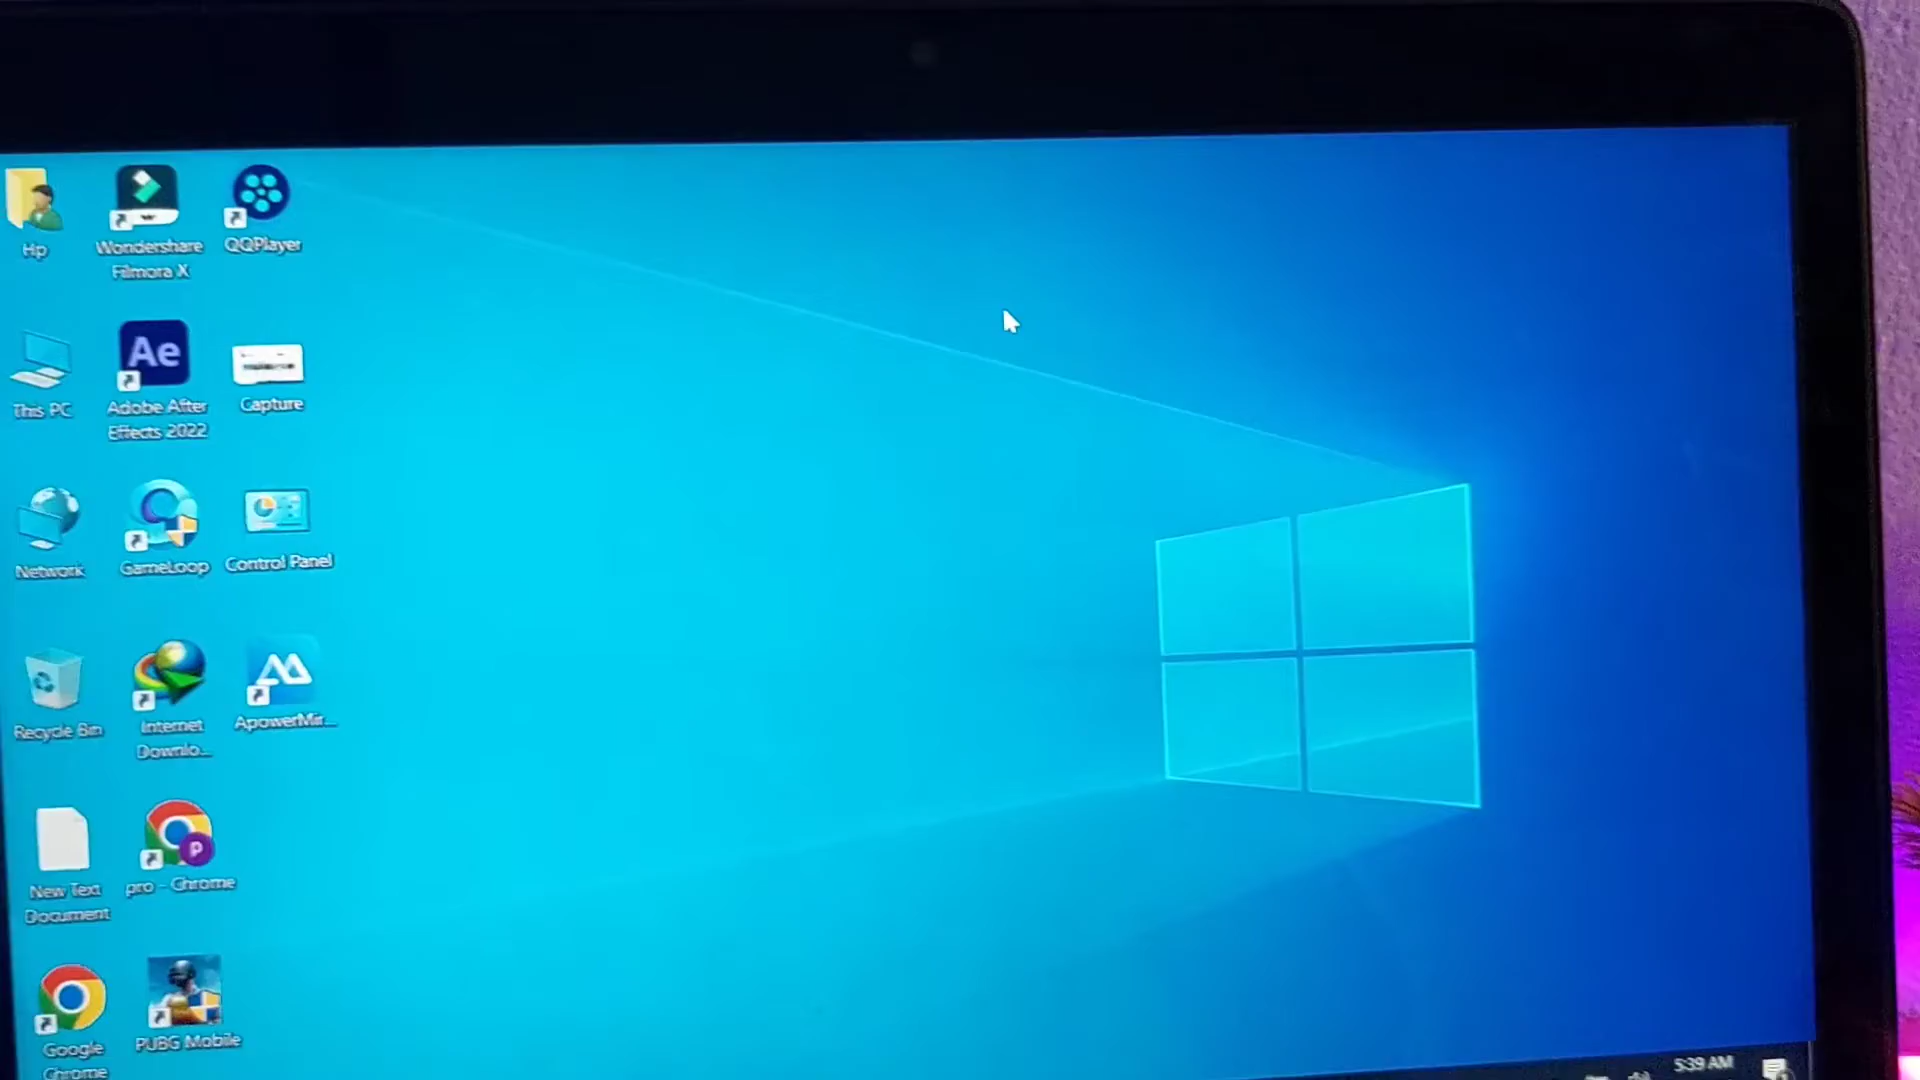 Hp
Wondershare
Filmora X
QQPlayer
This PC
Ae
Adobe After
Effects 2022
Capture
Network
GameLoop
Control Panel
Recycle Bin
Internet
Downlo...
ApowerMir...
New Text
Document
p
pro - Chrome
Google
Chrome
PUBG Mobile
5:39 AM